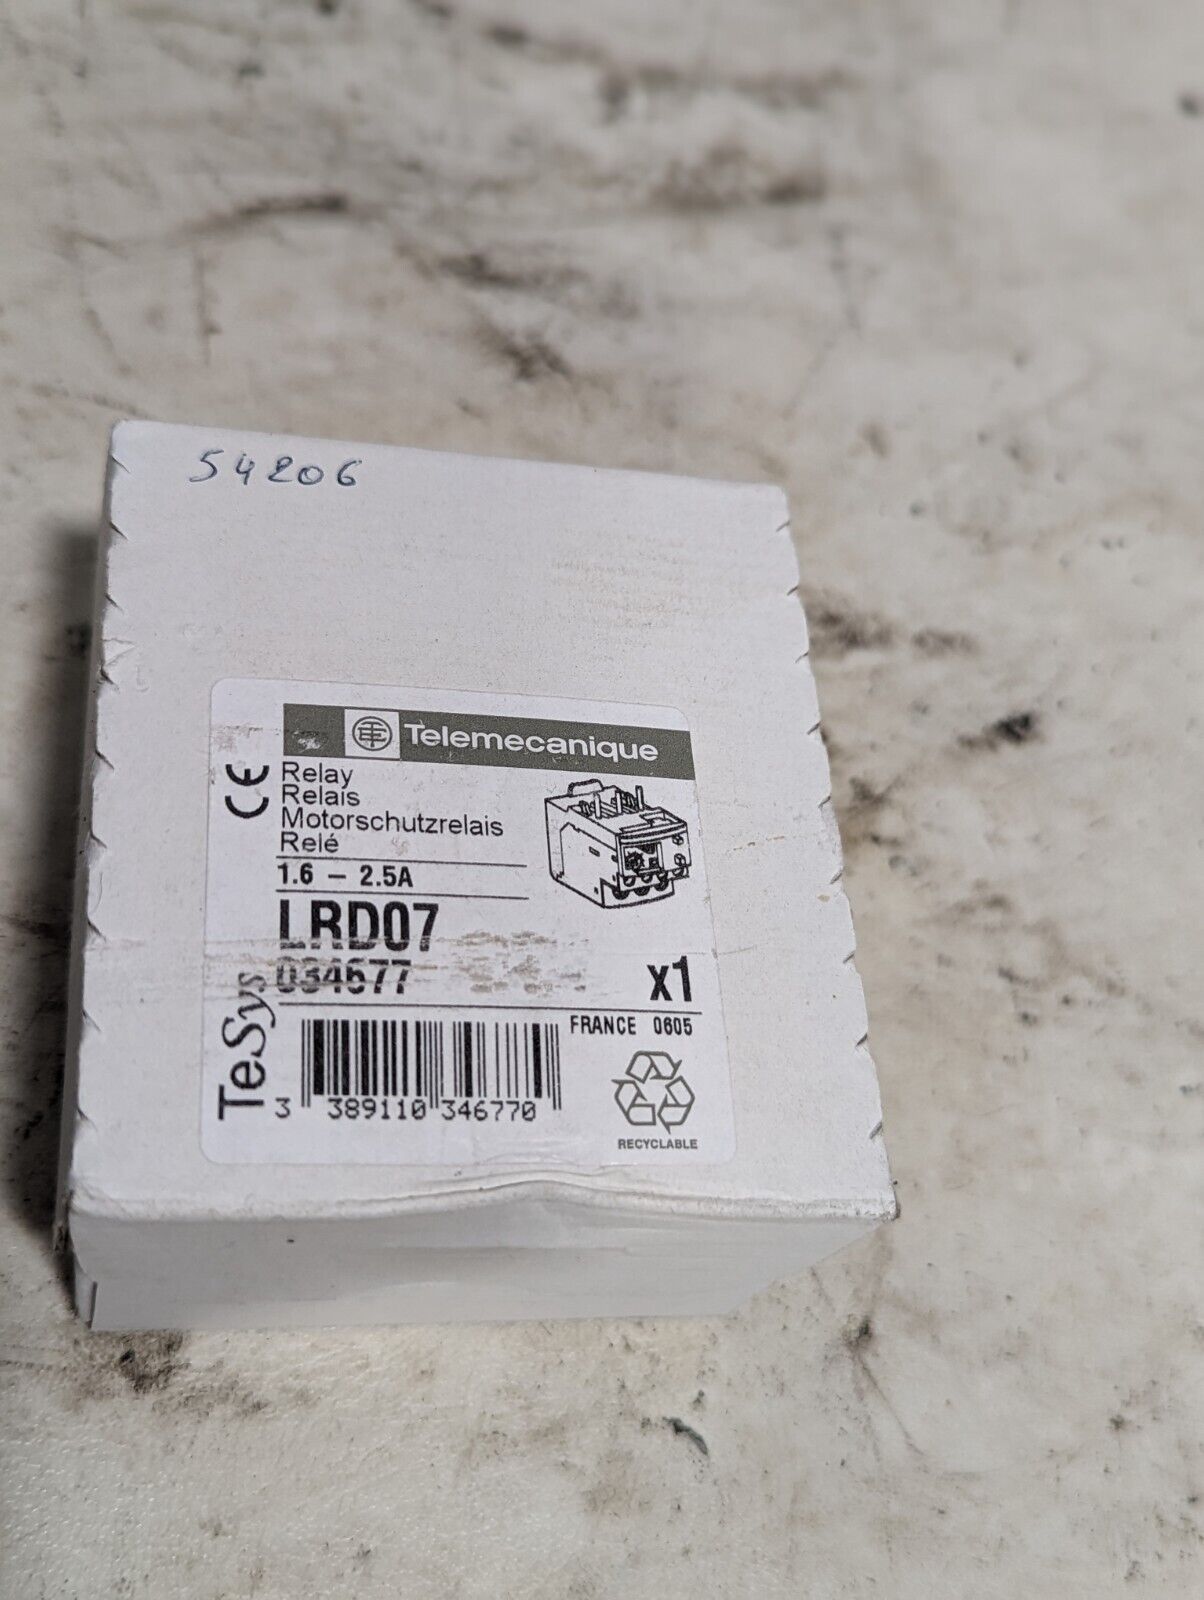 54206
Telemecanique
CE
Relay
Relais
Motorschutzrelais
Relé
1.6 – 2.5A
LRD07
034677
x1
TeSys
FRANCE 0605
3 389110 346770
RECYCLABLE